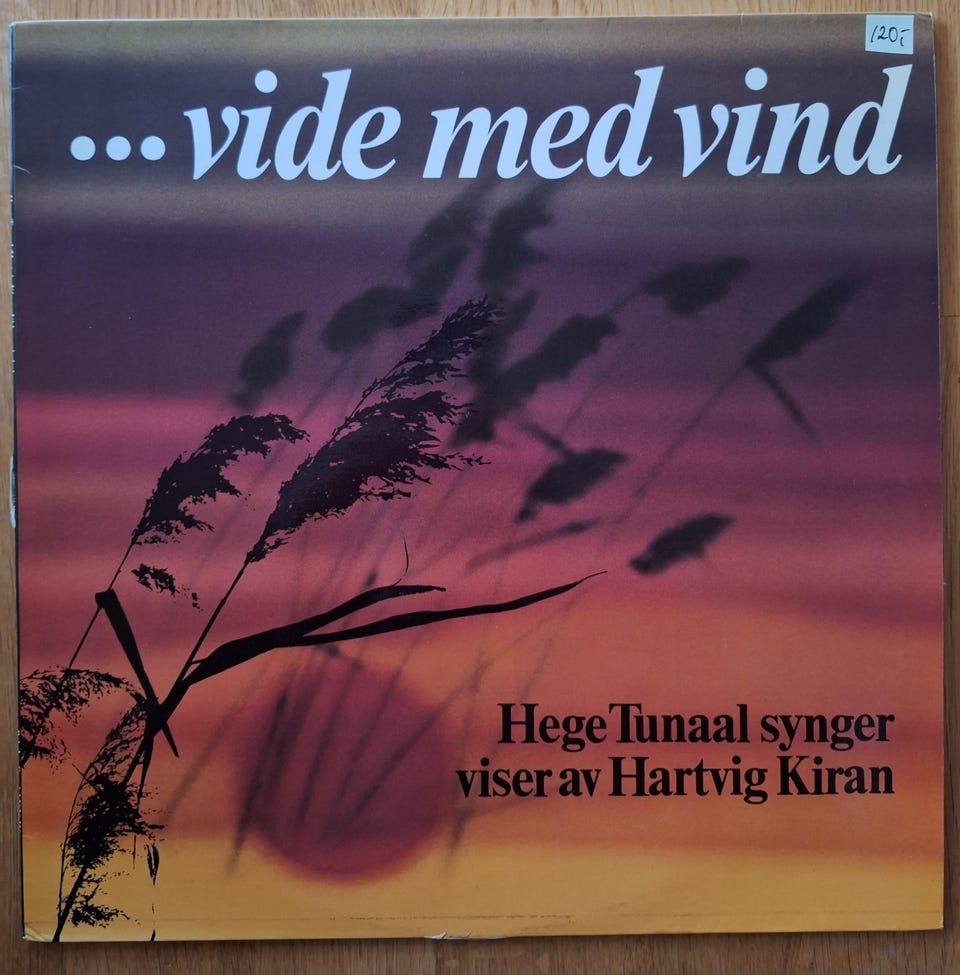 120,-
...vide med vind
Hege Tunaal synger
viser av Hartvig Kiran